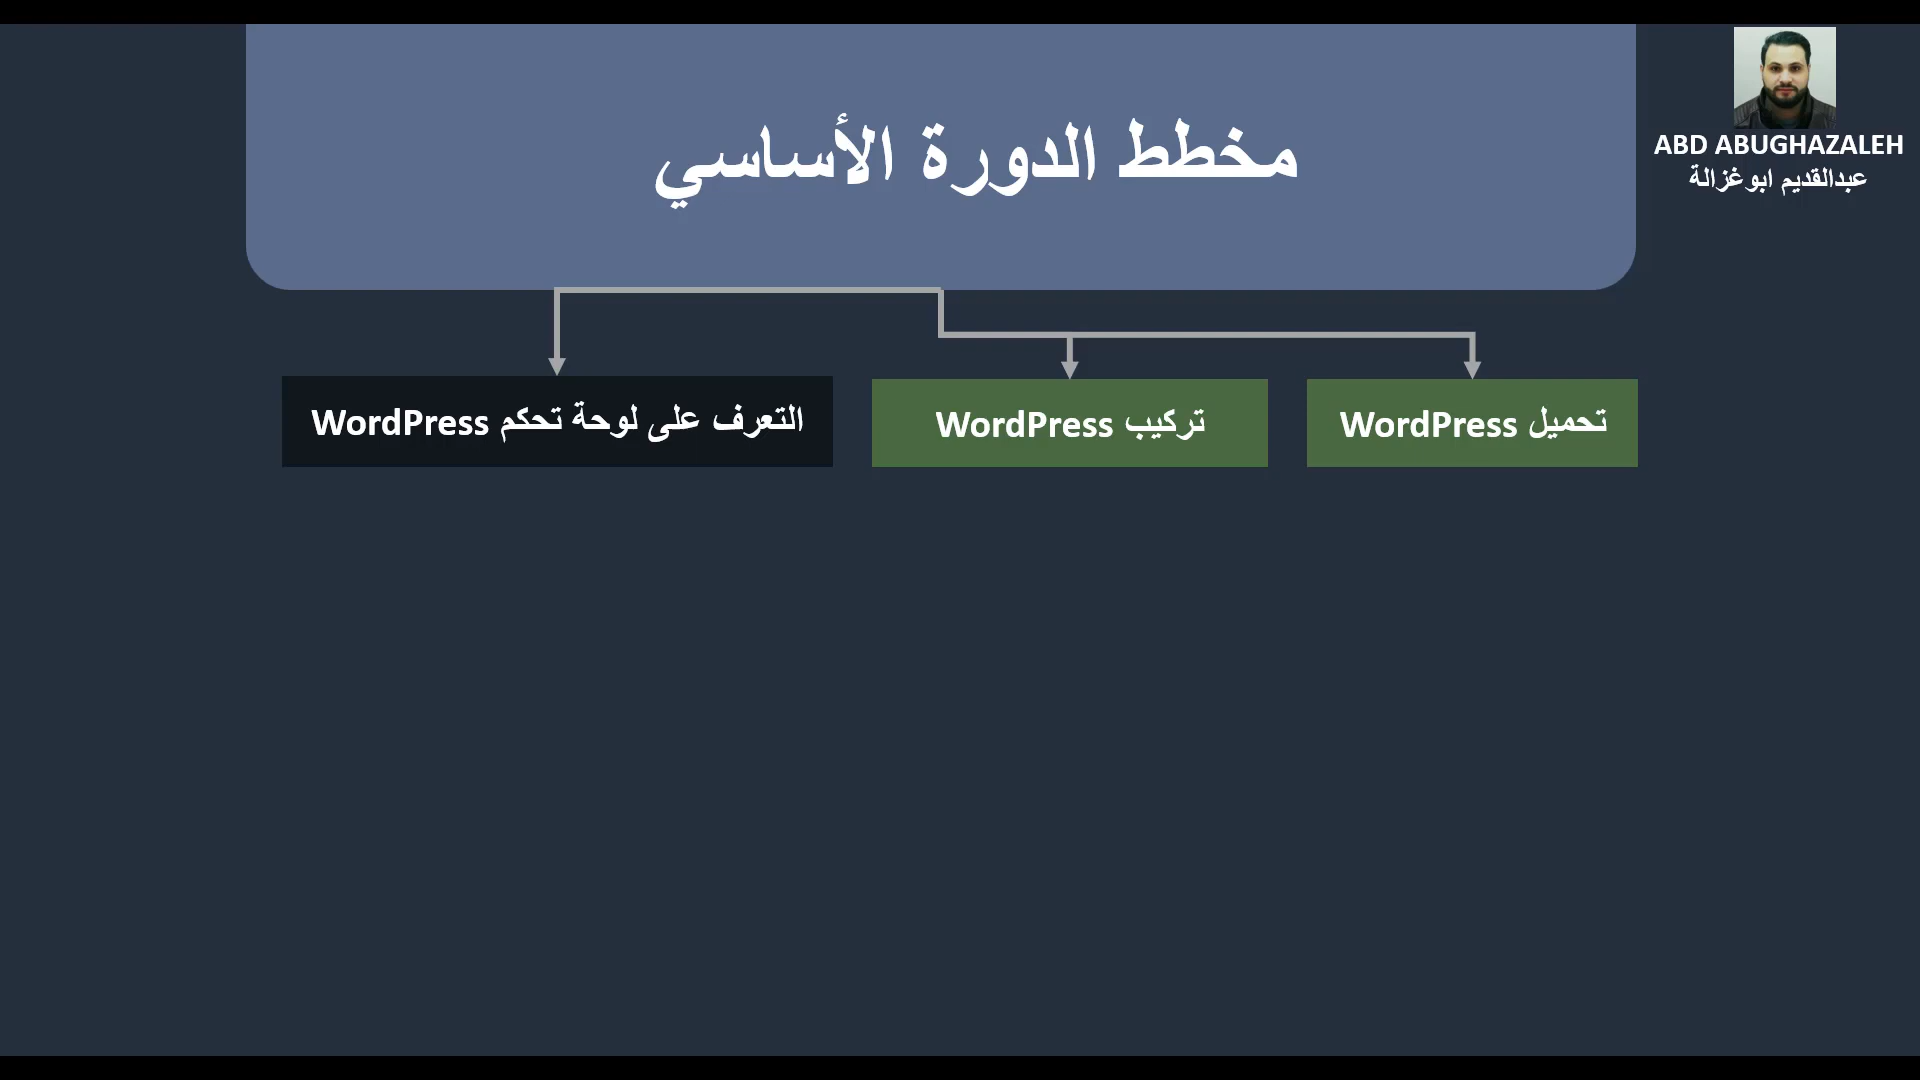 مخطط الدورة الأساسي
ABD ABUGHAZALEH
عبدالقديم ابوغزالة
تحميل WordPress
تركيب WordPress
التعرف على لوحة تحكم WordPress